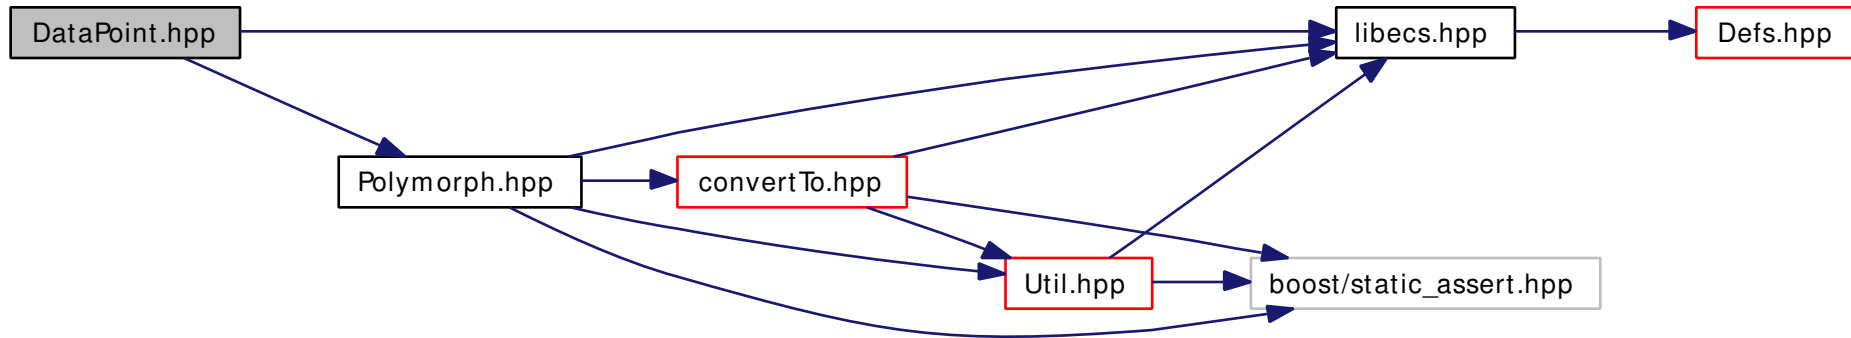 DataPoint.hpp
libecs.hpp
Defs.hpp
Polymorph.hpp
convertTo.hpp
Util.hpp
boost/static_assert.hpp